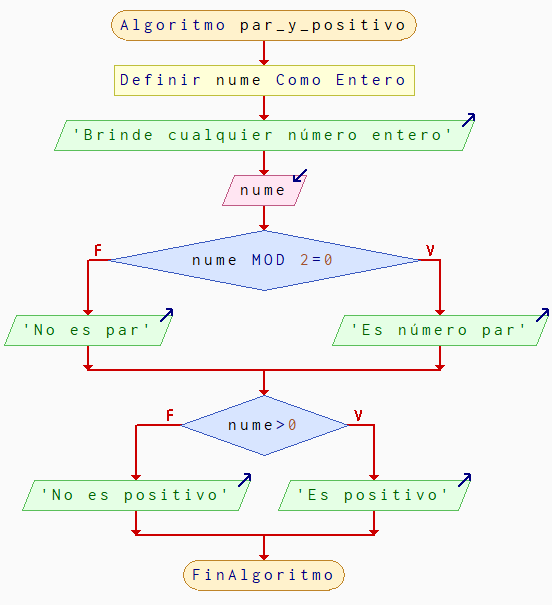 Algoritmo par_y_positivo
Definir nume Como Entero
'Brinde cualquier número entero'
nume
F
V
nume MOD 2=0
'No es par'
'Es número par'
F
V
nume>0
'No es positivo'
'Es positivo'
FinAlgoritmo